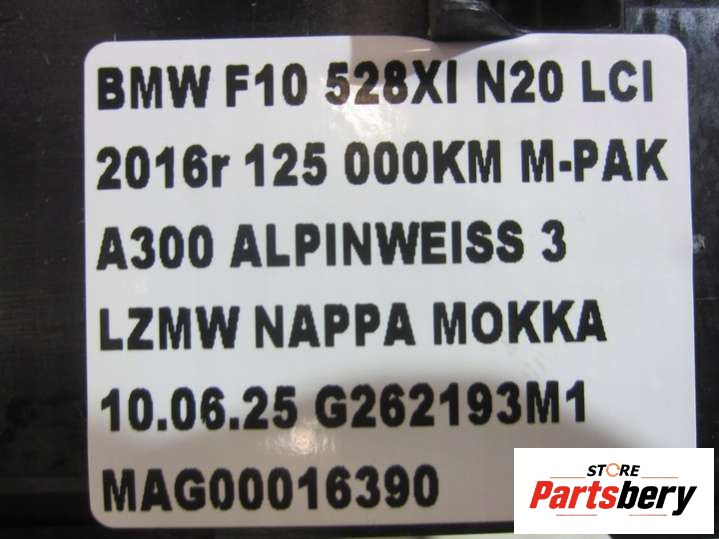 BMW F10 528XI N20 LCI
2016r 125 000KM M-PAK
A300 ALPINWEISS 3
LZMW NAPPA MOKKA
10.06.25 G262193M1
MAG00016390
STORE
Partsbery